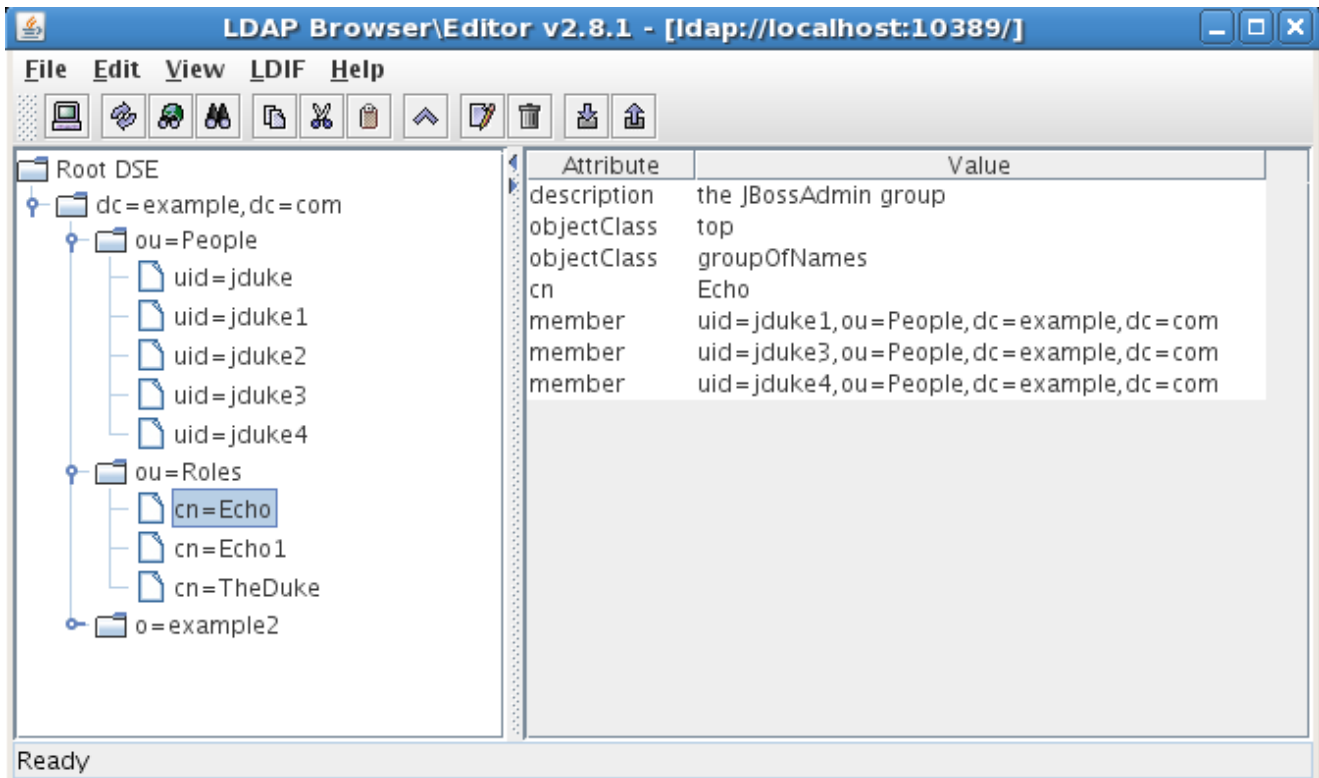 LDAP Browser\Editor v2.8.1 - [ldap://localhost:10389/]
File Edit View LDIF Help
Root DSE
dc=example,dc=com
ou=People
uid=jduke
uid=jduke1
uid=jduke2
uid=jduke3
uid=jduke4
ou=Roles
cn=Echo
cn=Echo1
cn=TheDuke
o=example2
Attribute Value
description the JBossAdmin group
objectClass top
objectClass groupOfNames
cn Echo
member uid=jduke1,ou=People,dc=example,dc=com
member uid=jduke3,ou=People,dc=example,dc=com
member uid=jduke4,ou=People,dc=example,dc=com
Ready